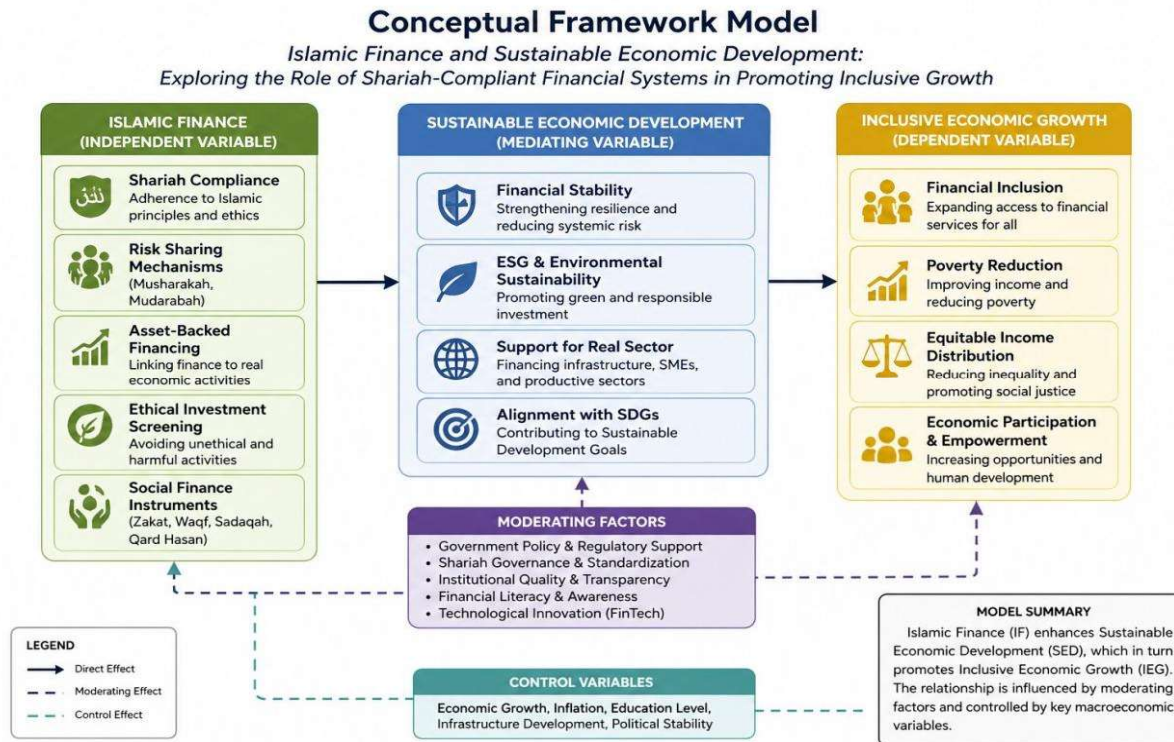 Conceptual Framework Model
Islamic Finance and Sustainable Economic Development:
Exploring the Role of Shariah-Compliant Financial Systems in Promoting Inclusive Growth
ISLAMIC FINANCE
(INDEPENDENT VARIABLE)
Shariah Compliance
Adherence to Islamic
principles and ethics
Risk Sharing
Mechanisms
(Musharakah,
Mudarabah)
Asset-Backed
Financing
Linking finance to real
economic activities
Ethical Investment
Screening
Avoiding unethical and
harmful activities
Social Finance
Instruments
(Zakat, Waqf, Sadaqah,
Qard Hasan)
SUSTAINABLE ECONOMIC DEVELOPMENT
(MEDIATING VARIABLE)
Financial Stability
Strengthening resilience and
reducing systemic risk
ESG & Environmental
Sustainability
Promoting green and responsible
investment
Support for Real Sector
Financing infrastructure, SMEs,
and productive sectors
Alignment with SDGs
Contributing to Sustainable
Development Goals
INCLUSIVE ECONOMIC GROWTH
(DEPENDENT VARIABLE)
Financial Inclusion
Expanding access to financial
services for all
Poverty Reduction
Improving income and
reducing poverty
Equitable Income
Distribution
Reducing inequality and
promoting social justice
Economic Participation
& Empowerment
Increasing opportunities and
human development
MODERATING FACTORS
• Government Policy & Regulatory Support
• Shariah Governance & Standardization
• Institutional Quality & Transparency
• Financial Literacy & Awareness
• Technological Innovation (FinTech)
LEGEND
Direct Effect
Moderating Effect
Control Effect
CONTROL VARIABLES
Economic Growth, Inflation, Education Level,
Infrastructure Development, Political Stability
MODEL SUMMARY
Islamic Finance (IF) enhances Sustainable
Economic Development (SED), which in turn
promotes Inclusive Economic Growth (IEG).
The relationship is influenced by moderating
factors and controlled by key macroeconomic
variables.